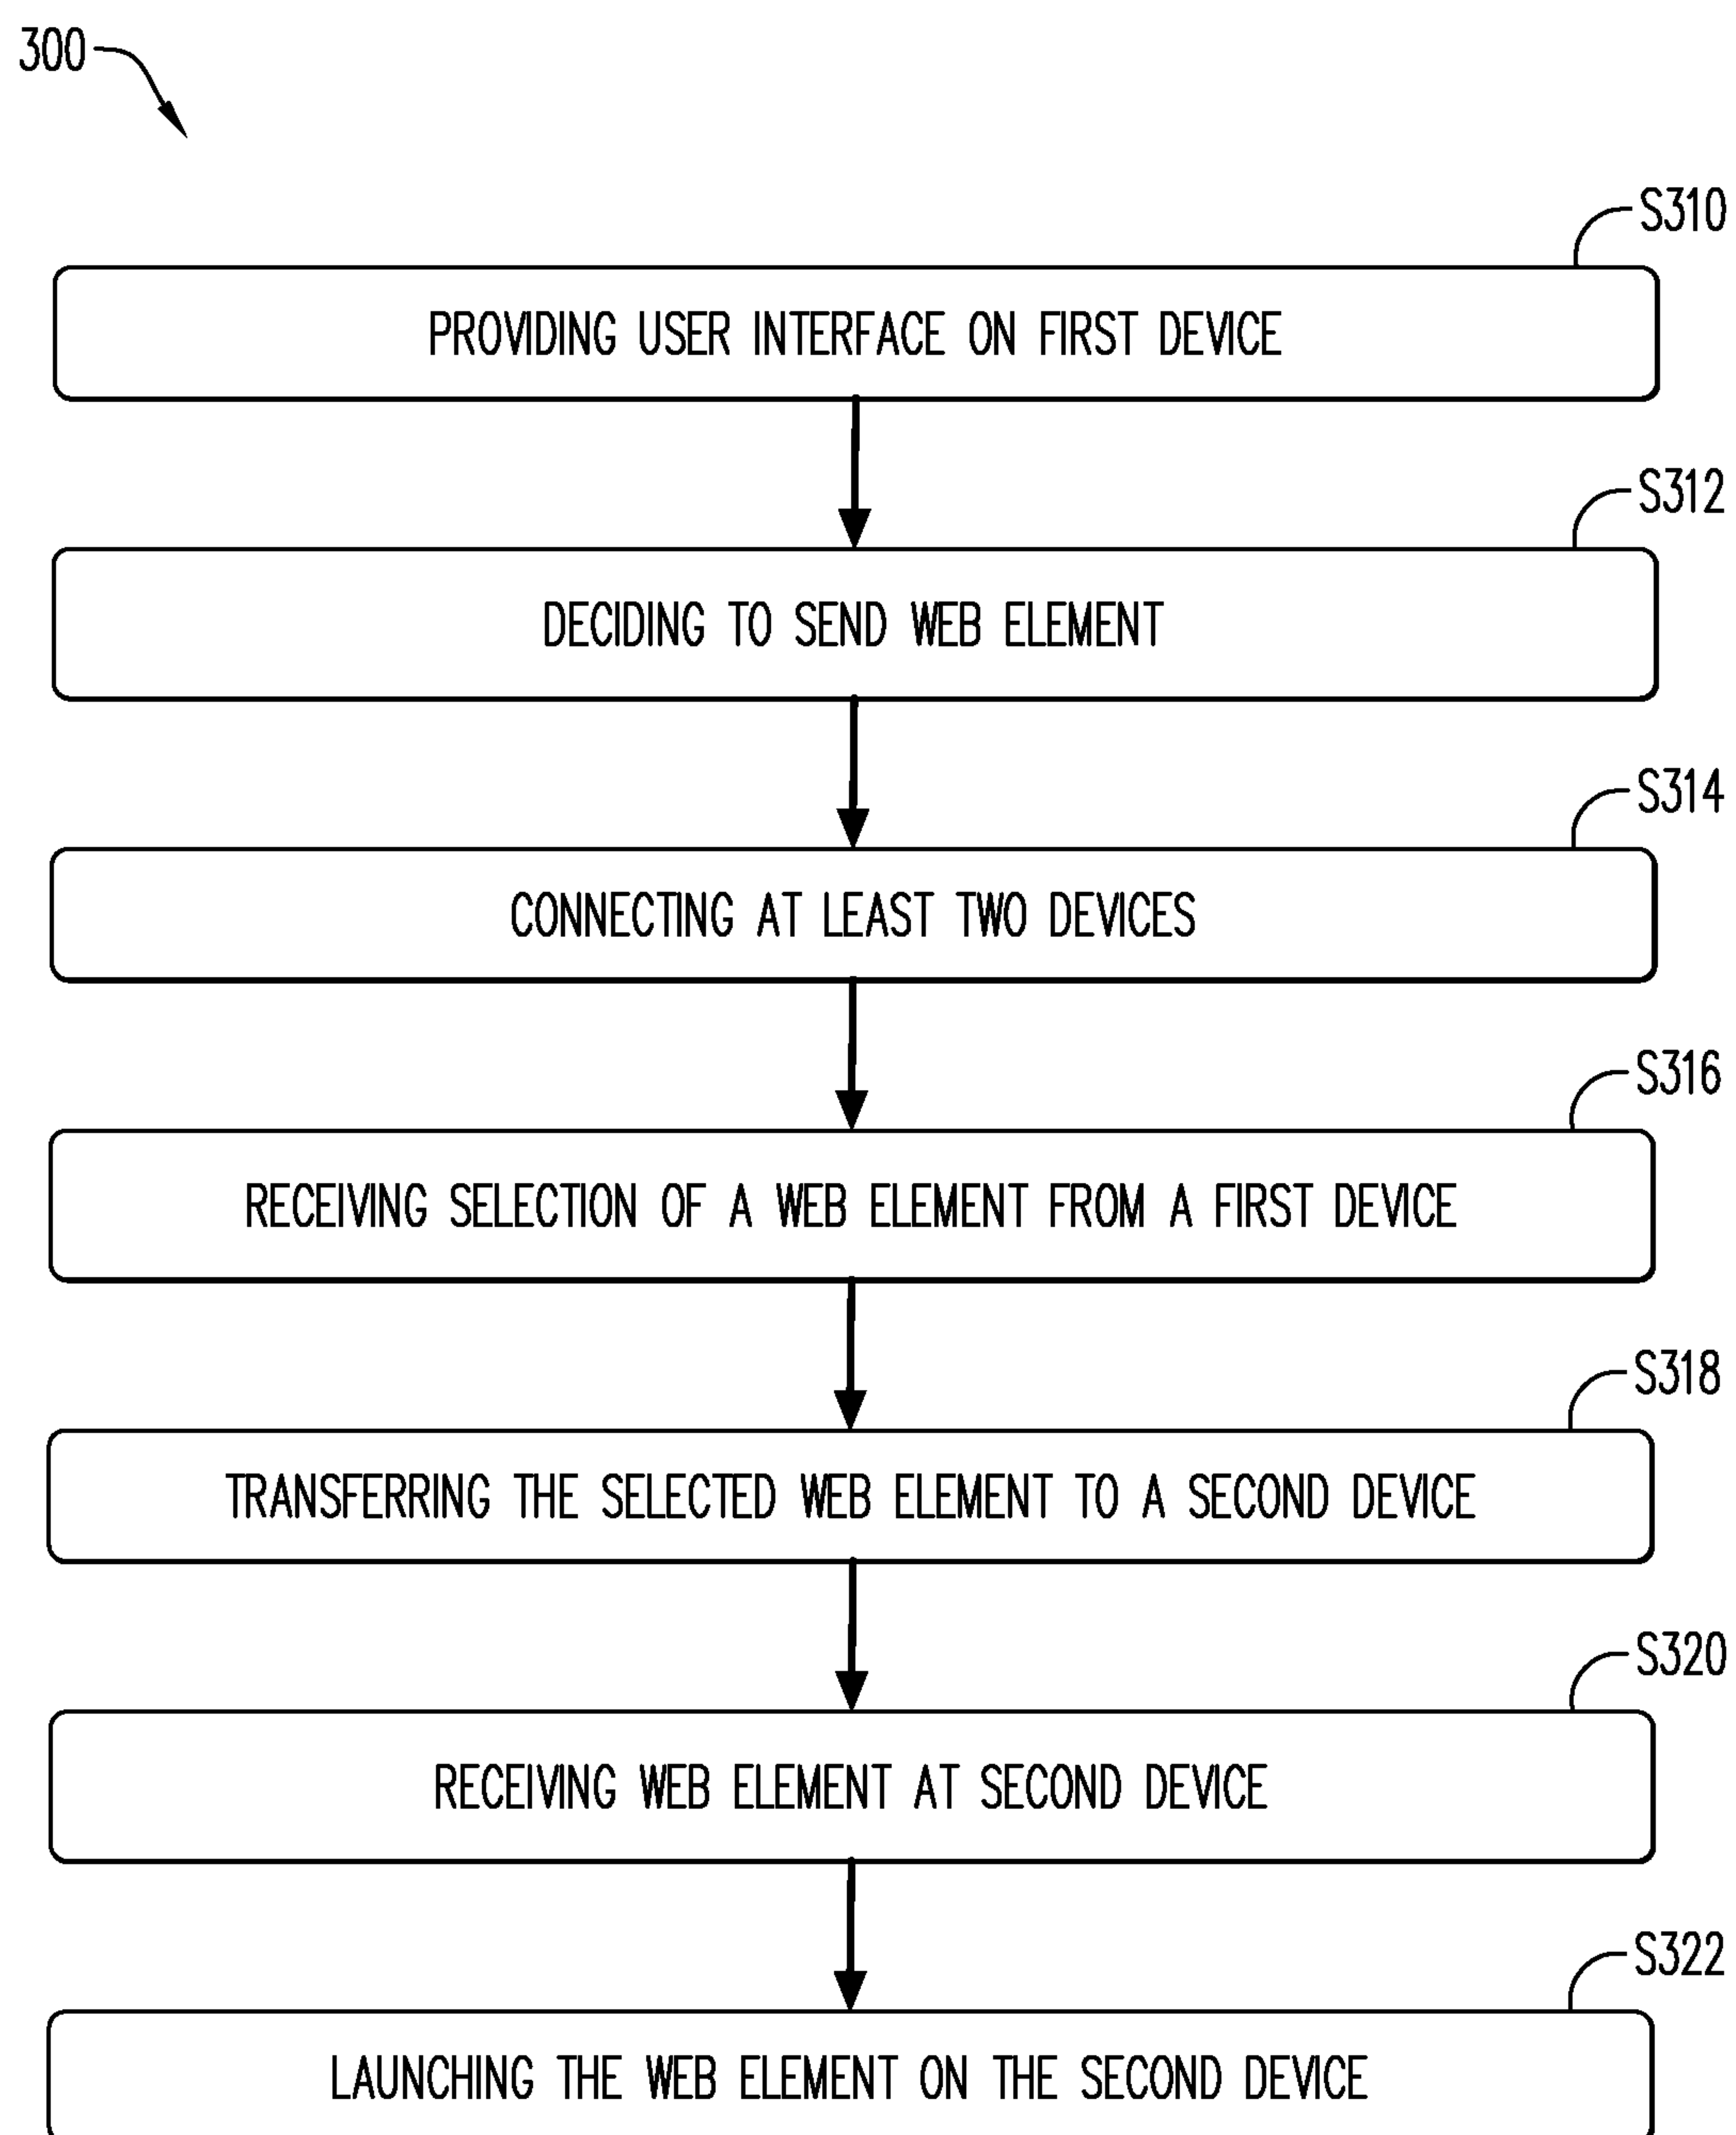 300
S310
PROVIDING USER INTERFACE ON FIRST DEVICE
S312
DECIDING TO SEND WEB ELEMENT
S314
CONNECTING AT LEAST TWO DEVICES
S316
RECEIVING SELECTION OF A WEB ELEMENT FROM A FIRST DEVICE
S318
TRANSFERRING THE SELECTED WEB ELEMENT TO A SECOND DEVICE
S320
RECEIVING WEB ELEMENT AT SECOND DEVICE
S322
LAUNCHING THE WEB ELEMENT ON THE SECOND DEVICE